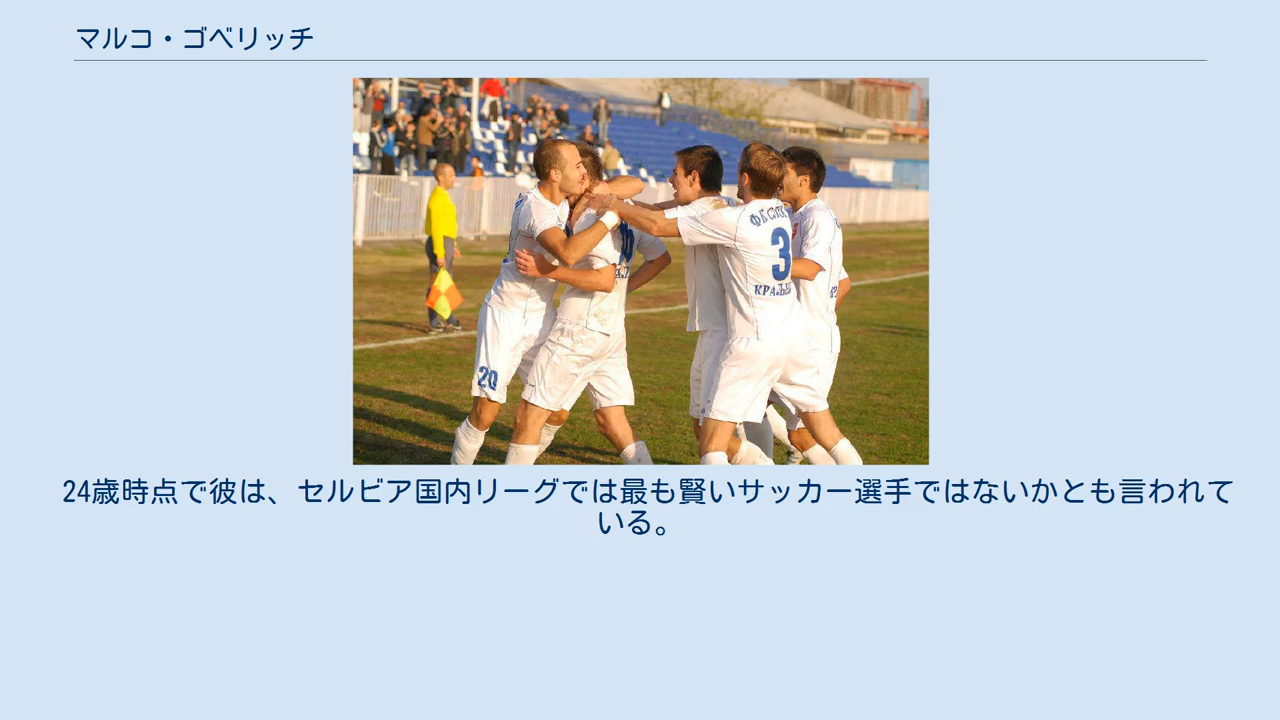 マルコ・ゴベリッチ
20
3
24歳時点で彼は、セルビア国内リーグでは最も賢いサッカー選手ではないかとも言われて
いる。